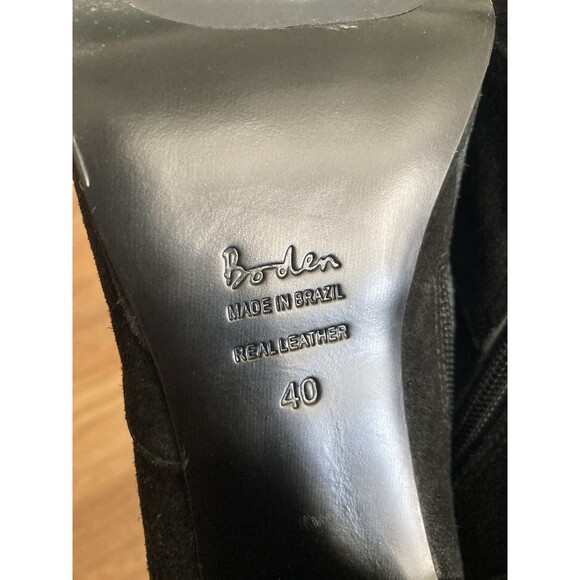 Boden
MADE IN BRAZIL
REAL LEATHER
40